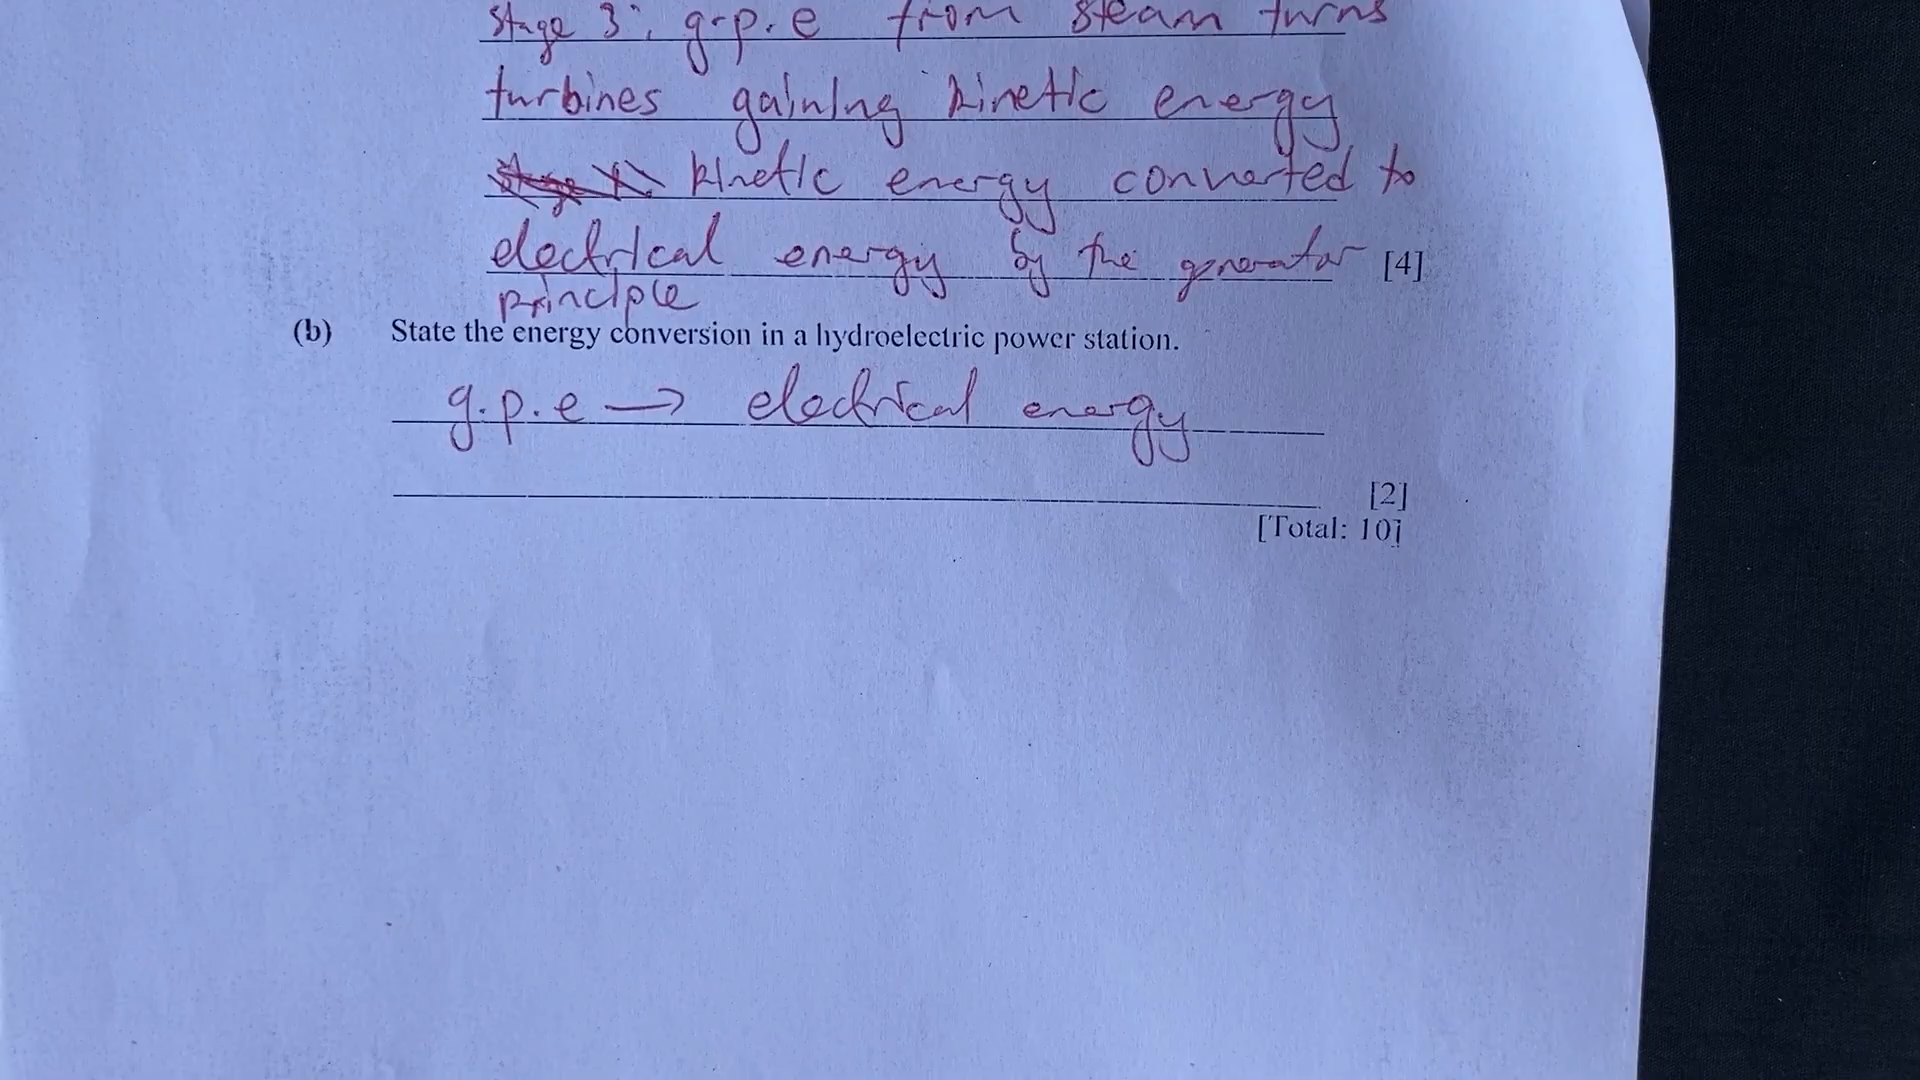 Stage 3: g.p.e from steam turns
turbines gaining kinetic energy
kinetic energy converted to
electrical energy by the generator [4]
principle
(b) State the energy conversion in a hydroelectric power station.
g.p.e → electrical energy
[2]
[Total: 10]